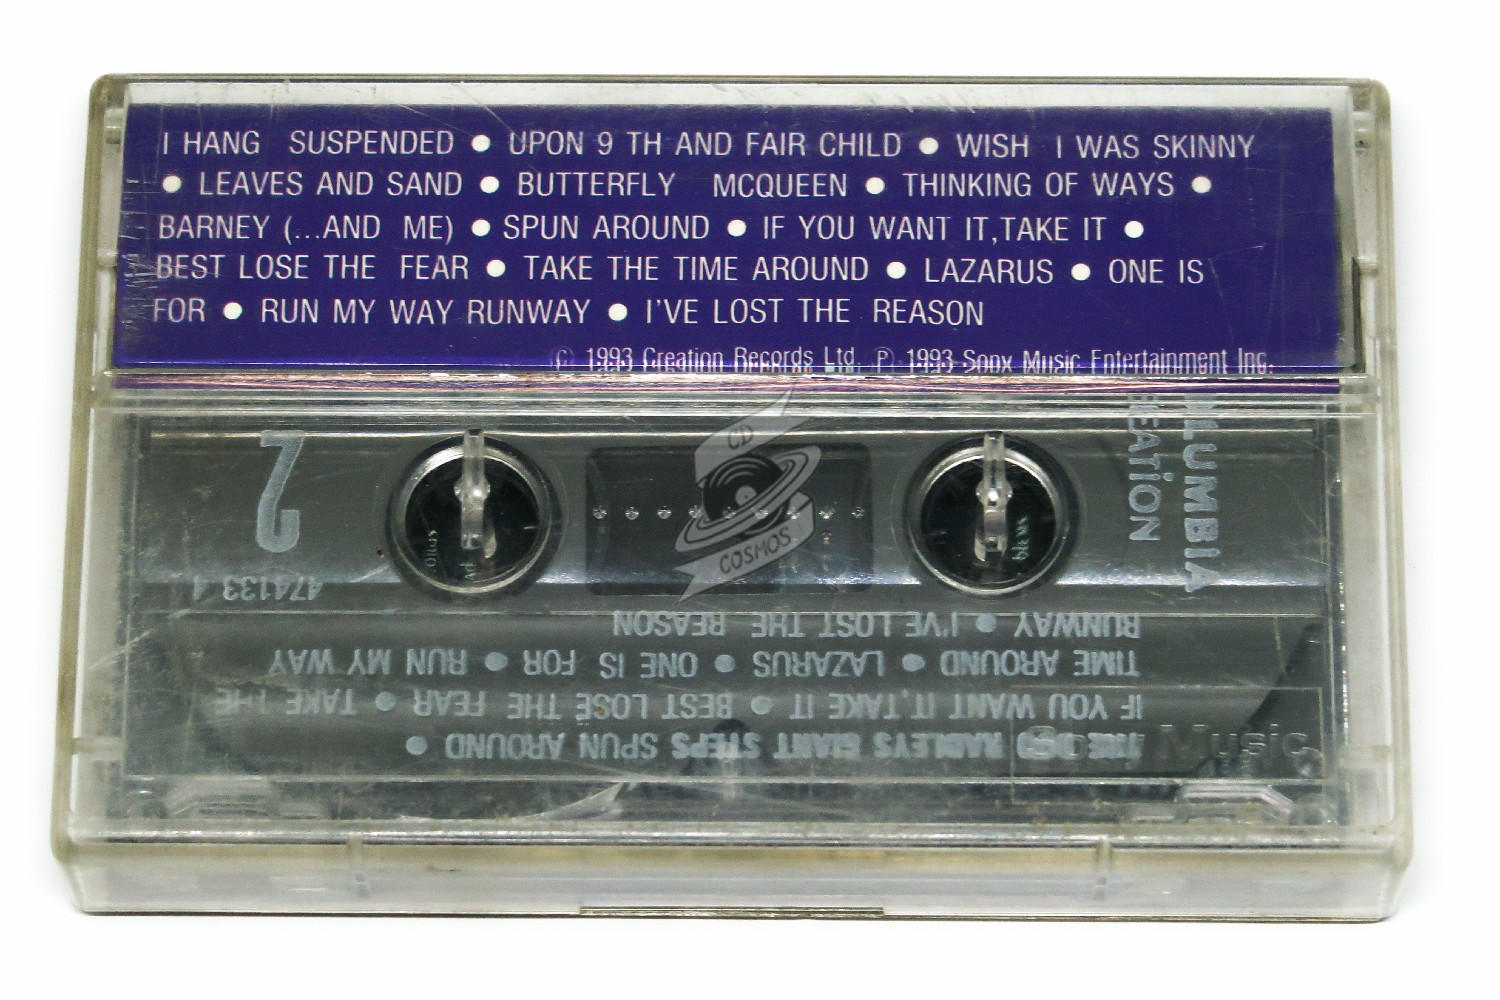 I HANG SUSPENDED ● UPON 9 TH AND FAIR CHILD ● WISH I WAS SKINNY
● LEAVES AND SAND ● BUTTERFLY MCQUEEN ● THINKING OF WAYS ●
BARNEY (...AND ME) ● SPUN AROUND ● IF YOU WANT IT,TAKE IT ●
BEST LOSE THE FEAR ● TAKE THE TIME AROUND ● LAZARUS ● ONE IS
FOR ● RUN MY WAY RUNWAY ● I'VE LOST THE REASON
© 1993 Creation Records Ltd. ℗ 1993 Sony Music Entertainment Inc.
CD
COSMOS
2
474133 4
THE BOO RADLEYS GIANT STEPS SPUN AROUND ●
IF YOU WANT IT,TAKE IT ● BEST LOSE THE FEAR ● TAKE THE
TIME AROUND ● LAZARUS ● ONE IS FOR ● RUN MY WAY
RUNWAY ● I'VE LOST THE REASON
Music